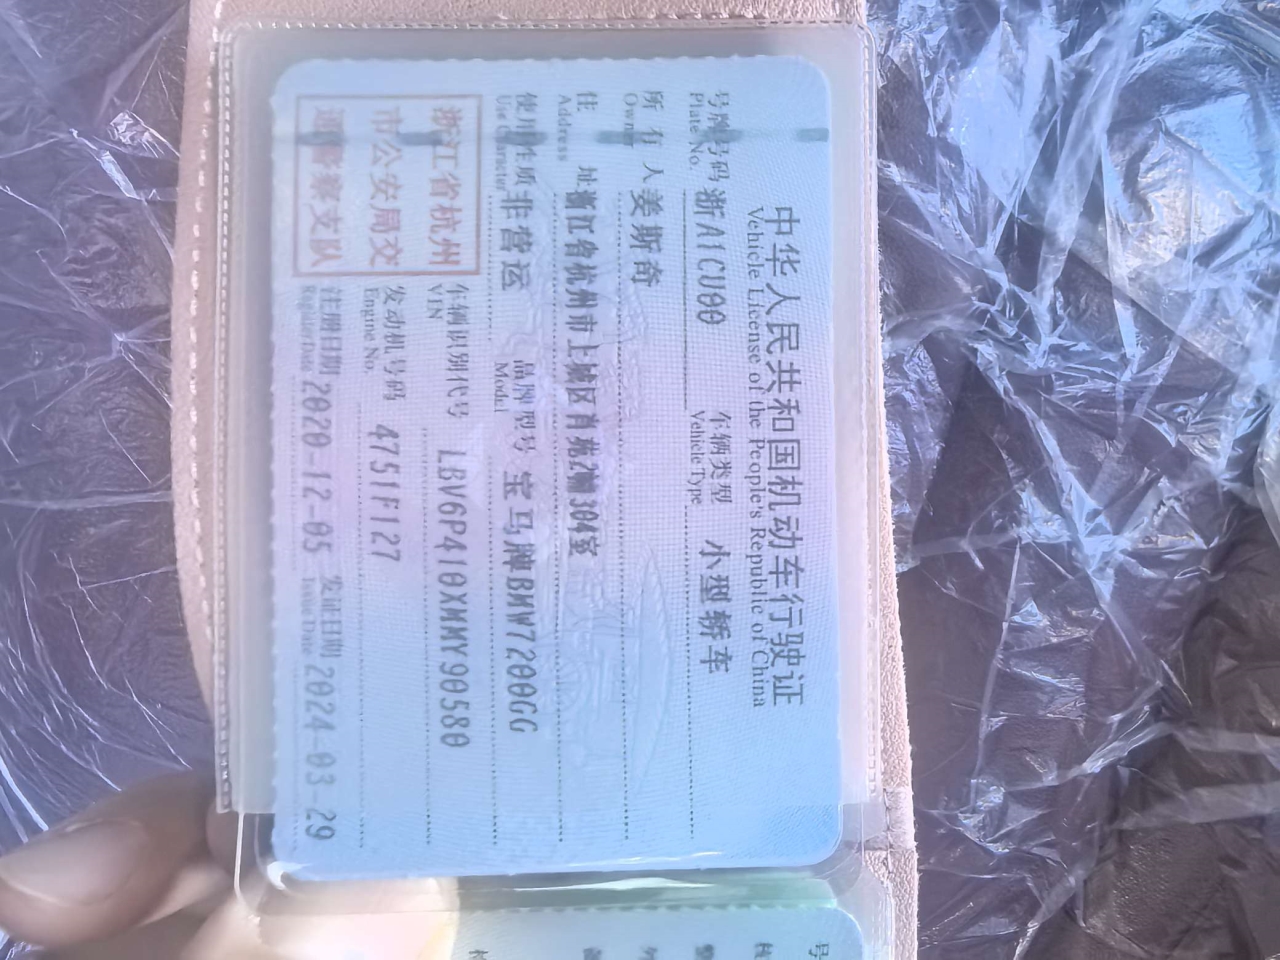 中华人民共和国机动车行驶证
Vehicle License of the People's Republic of China
号牌号码 浙A1CU00 车辆类型 小型轿车
Plate No. Vehicle Type
所有人 姜斯奇
Owner
住址 浙江省杭州市上城区肖苑2幢304室
Address
使用性质 非营运 品牌型号 宝马牌BMW7200GG
Use Character Model
浙江省杭州
市公安局交
通警察支队
车辆识别代号 LBV6P410XMMY90580
VIN
发动机号码 4751F127
Engine No.
注册日期 2020-12-05 发证日期 2024-03-29
Register Date Issue Date
号